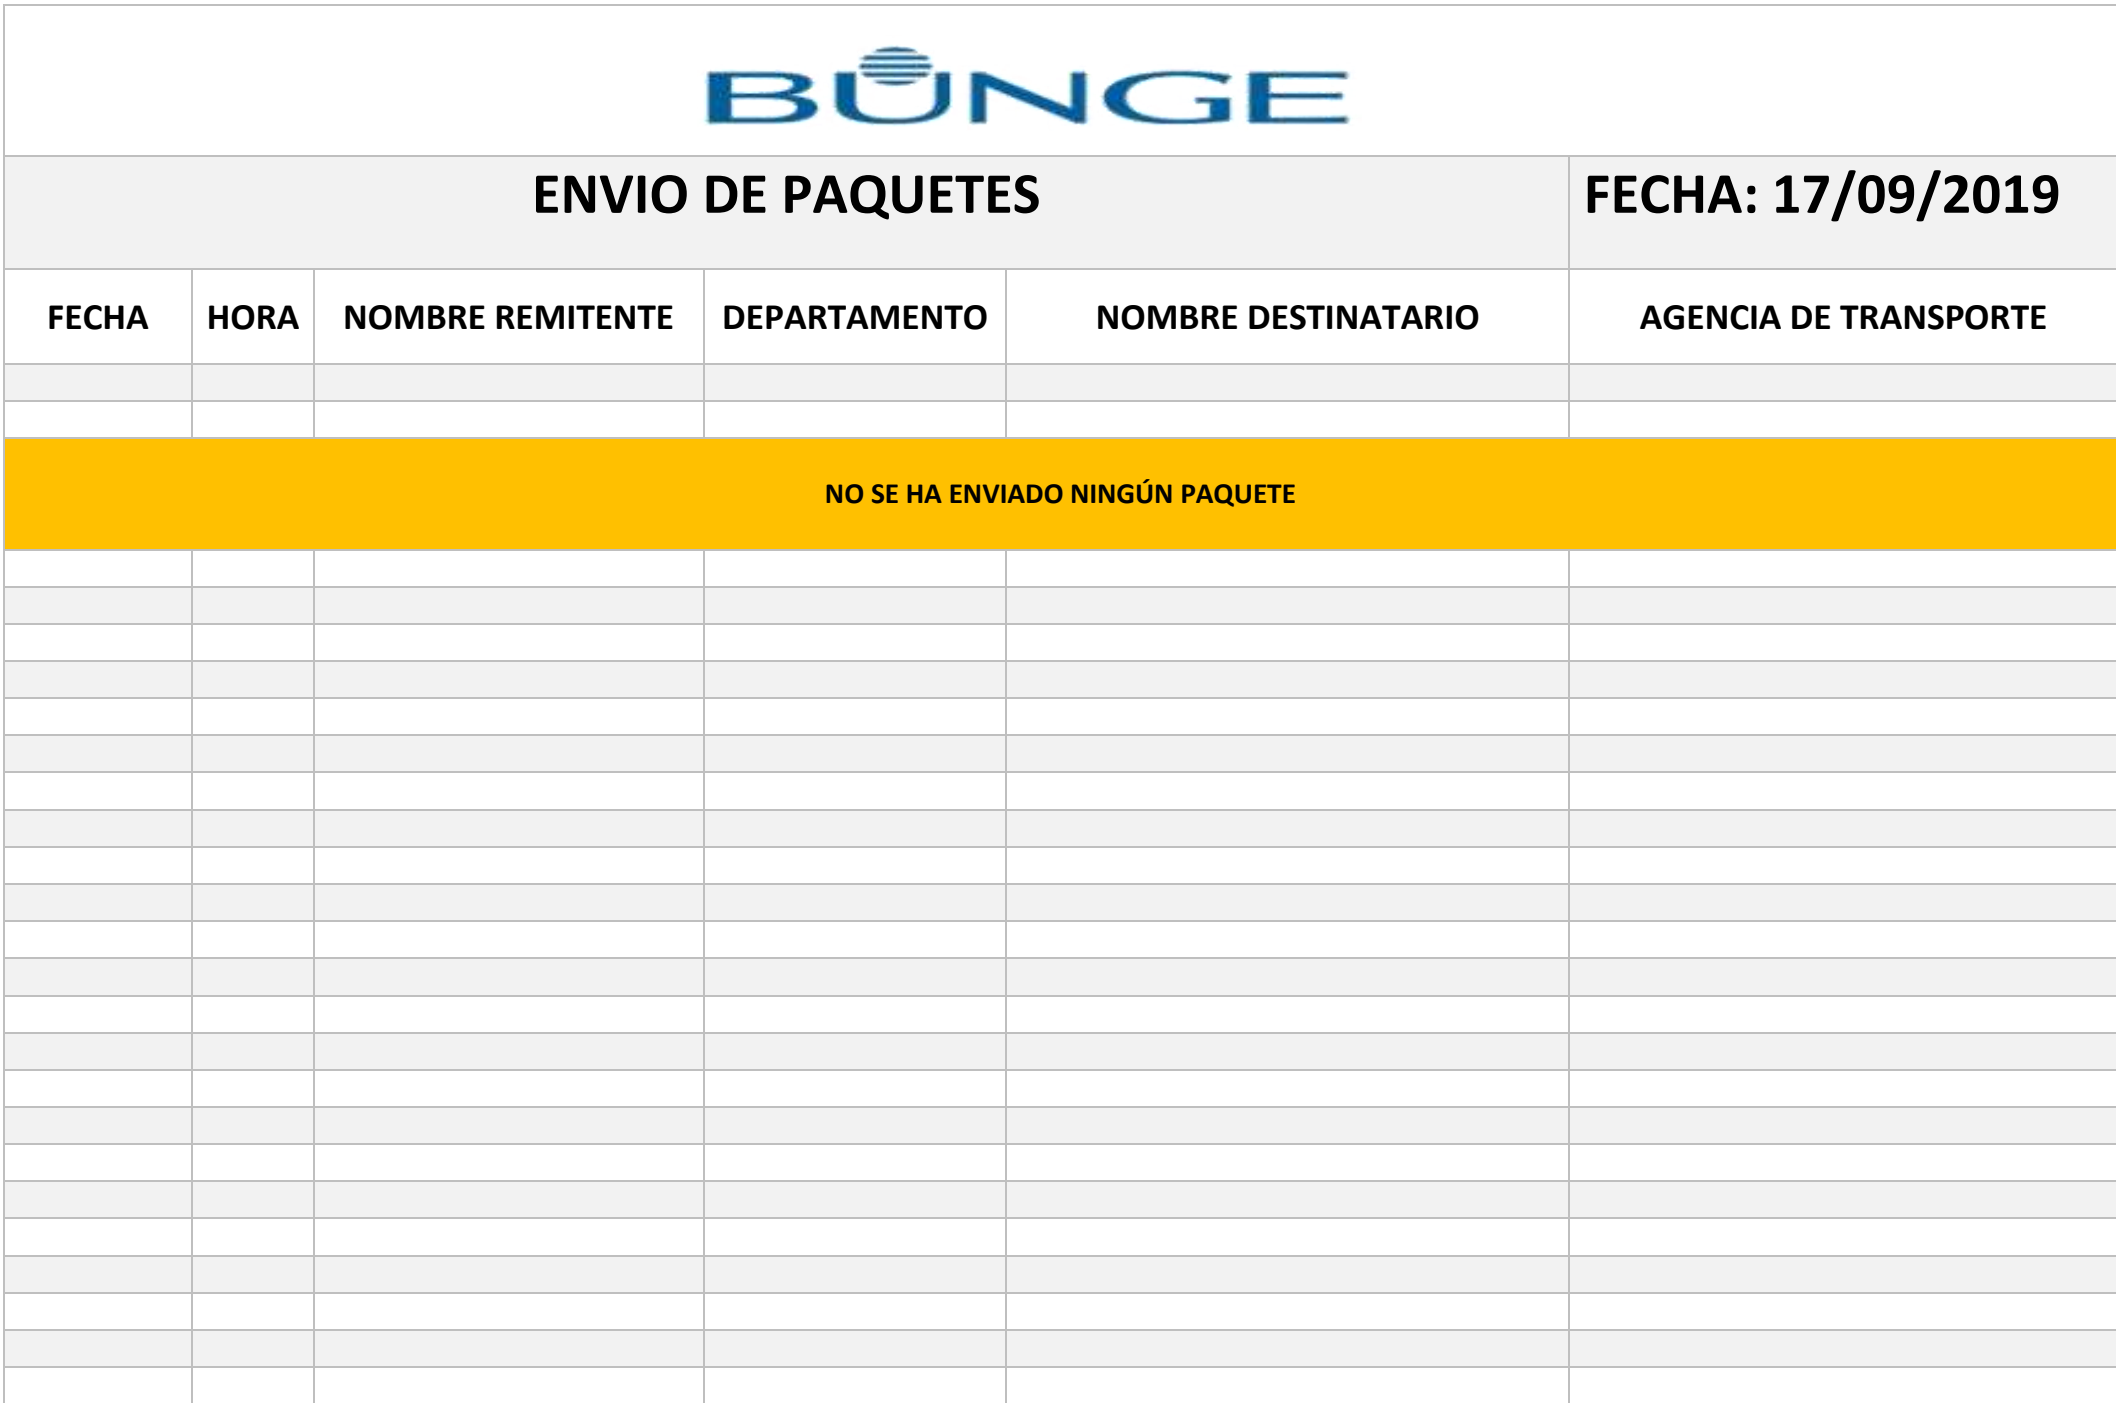 BUNGE
ENVIO DE PAQUETES FECHA: 17/09/2019
FECHA HORA NOMBRE REMITENTE DEPARTAMENTO NOMBRE DESTINATARIO AGENCIA DE TRANSPORTE
NO SE HA ENVIADO NINGÚN PAQUETE